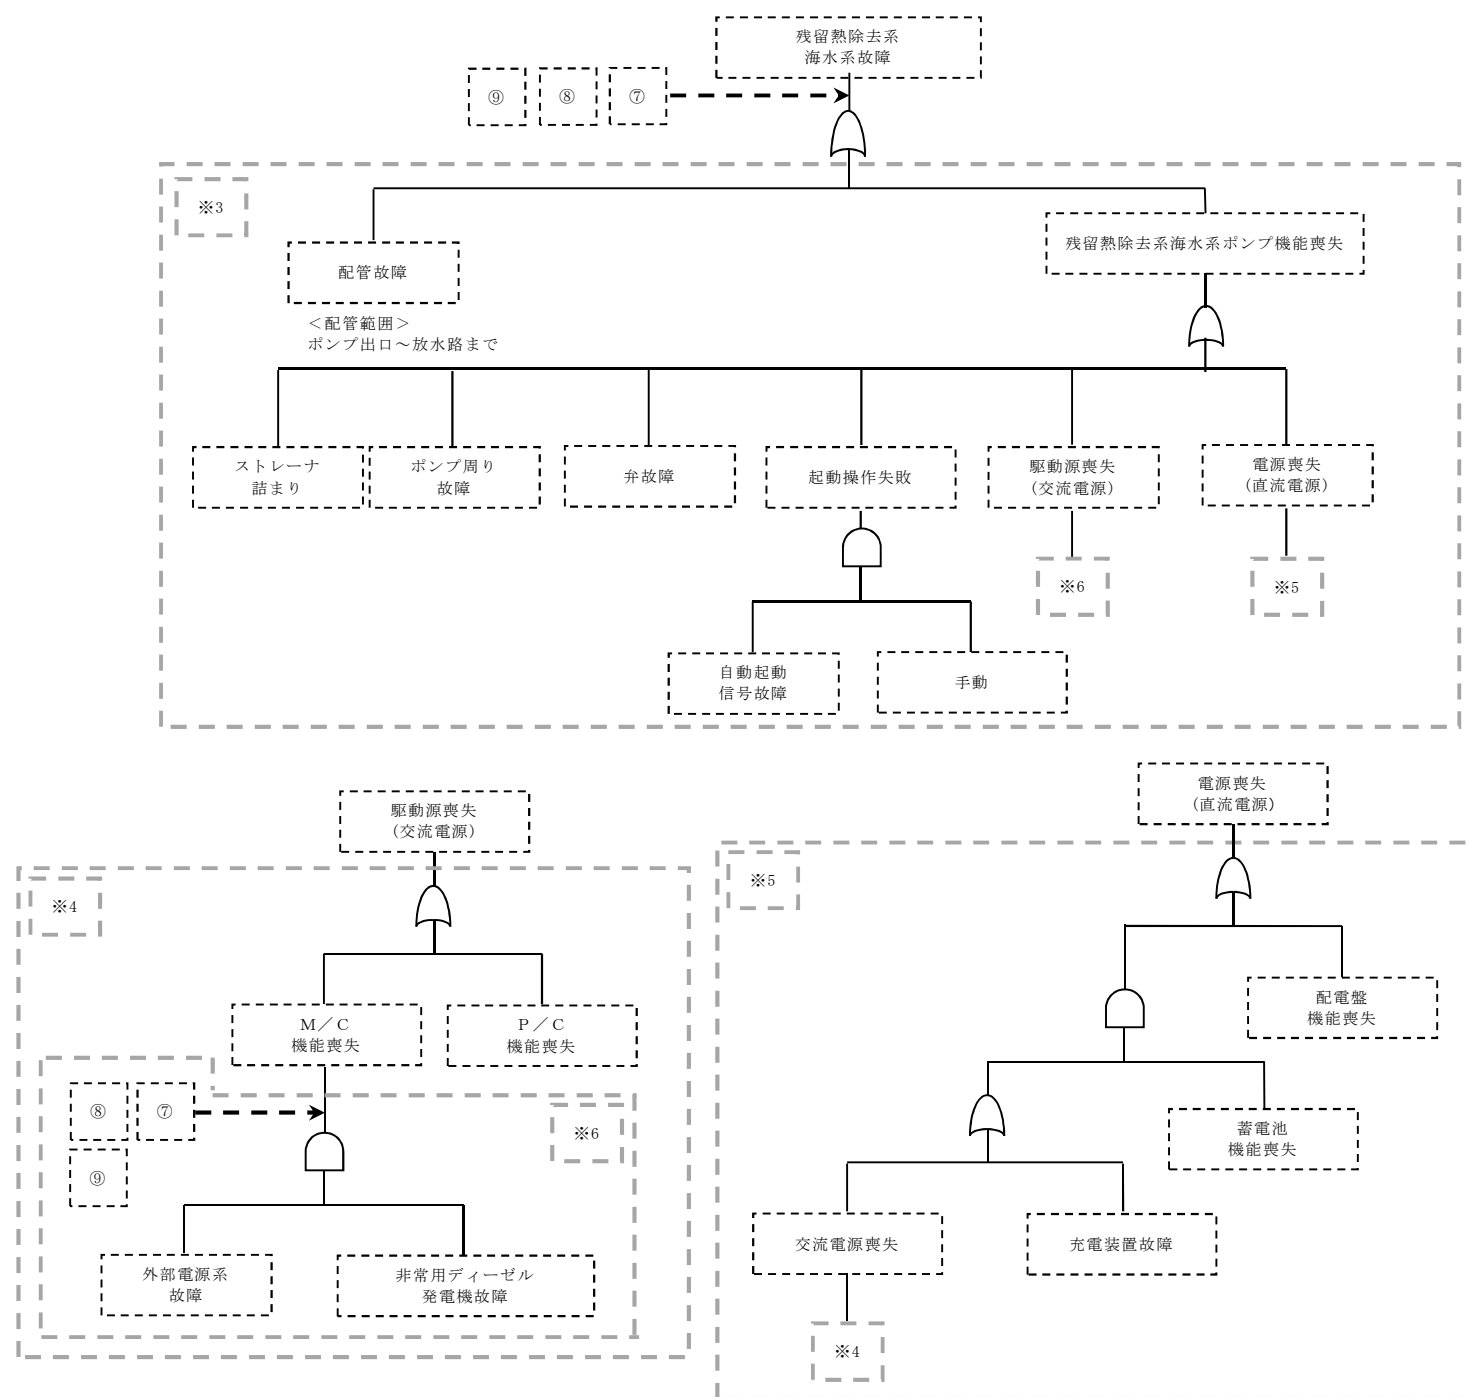 残留熱除去系
海水系故障
⑨
⑧
⑦
※3
配管故障
＜配管範囲＞
ポンプ出口～放水路まで
残留熱除去系海水系ポンプ機能喪失
ストレーナ
詰まり
ポンプ周り
故障
弁故障
起動操作失敗
駆動源喪失
（交流電源）
電源喪失
（直流電源）
※6
※5
自動起動
信号故障
手動
駆動源喪失
（交流電源）
※4
M／C
機能喪失
P／C
機能喪失
⑧
⑦
⑨
※6
外部電源系
故障
非常用ディーゼル
発電機故障
電源喪失
（直流電源）
※5
配電盤
機能喪失
蓄電池
機能喪失
交流電源喪失
充電装置故障
※4